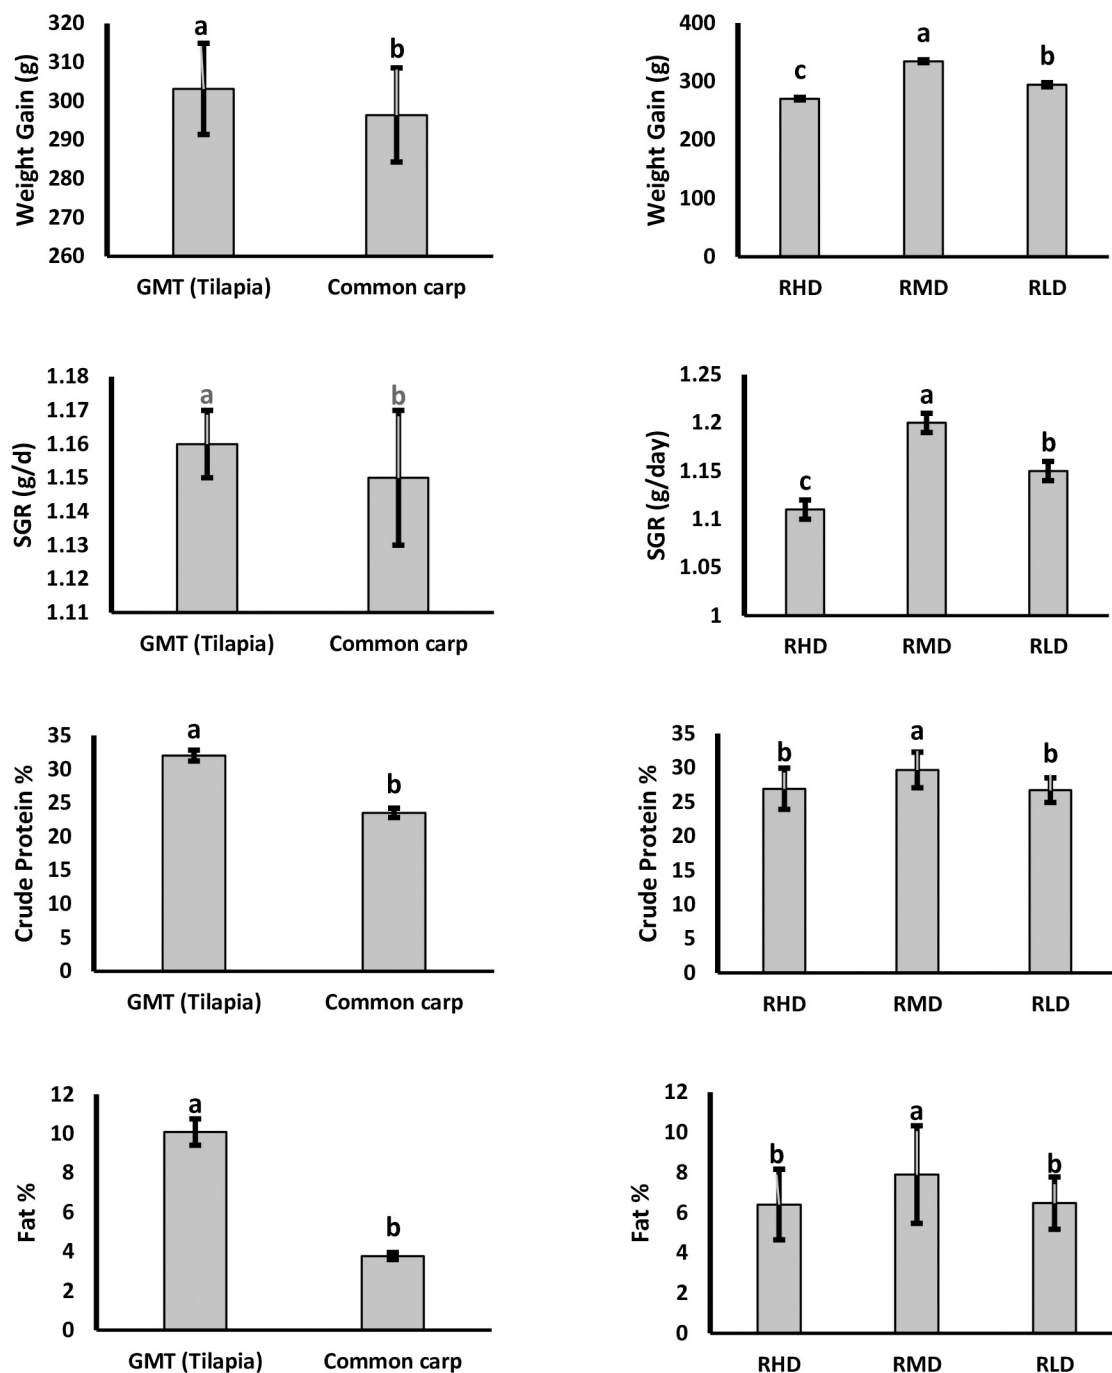 Weight Gain (g)
320
310
300
290
280
270
260
a
b
GMT (Tilapia) Common carp
Weight Gain (g)
400
300
200
100
0
c
a
b
RHD RMD RLD
SGR (g/d)
1.18
1.17
1.16
1.15
1.14
1.13
1.12
1.11
a
b
GMT (Tilapia) Common carp
SGR (g/day)
1.25
1.2
1.15
1.1
1.05
1
c
a
b
RHD RMD RLD
Crude Protein %
35
30
25
20
15
10
5
0
a
b
GMT (Tilapia) Common carp
Crude Protein %
35
30
25
20
15
10
5
0
b
a
b
RHD RMD RLD
Fat %
12
10
8
6
4
2
0
a
b
GMT (Tilapia) Common carp
Fat %
12
10
8
6
4
2
0
b
a
b
RHD RMD RLD